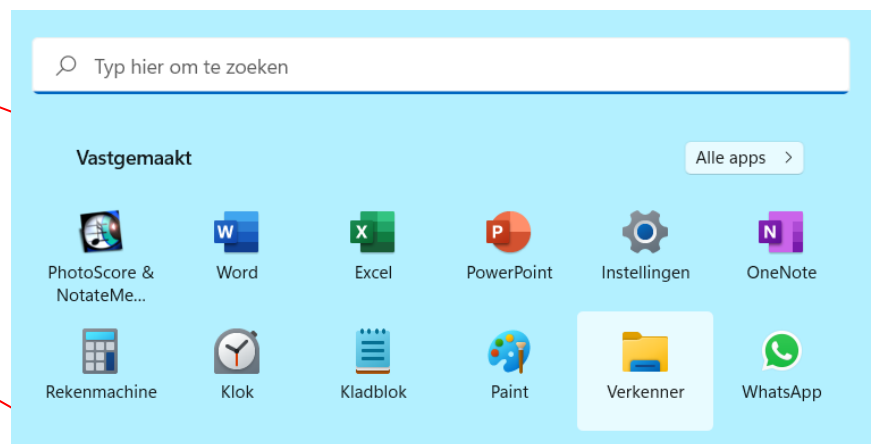 Typ hier om te zoeken
Vastgemaakt
Alle apps >
PhotoScore &
NotateMe...
Word
Excel
PowerPoint
Instellingen
OneNote
Rekenmachine
Klok
Kladblok
Paint
Verkenner
WhatsApp